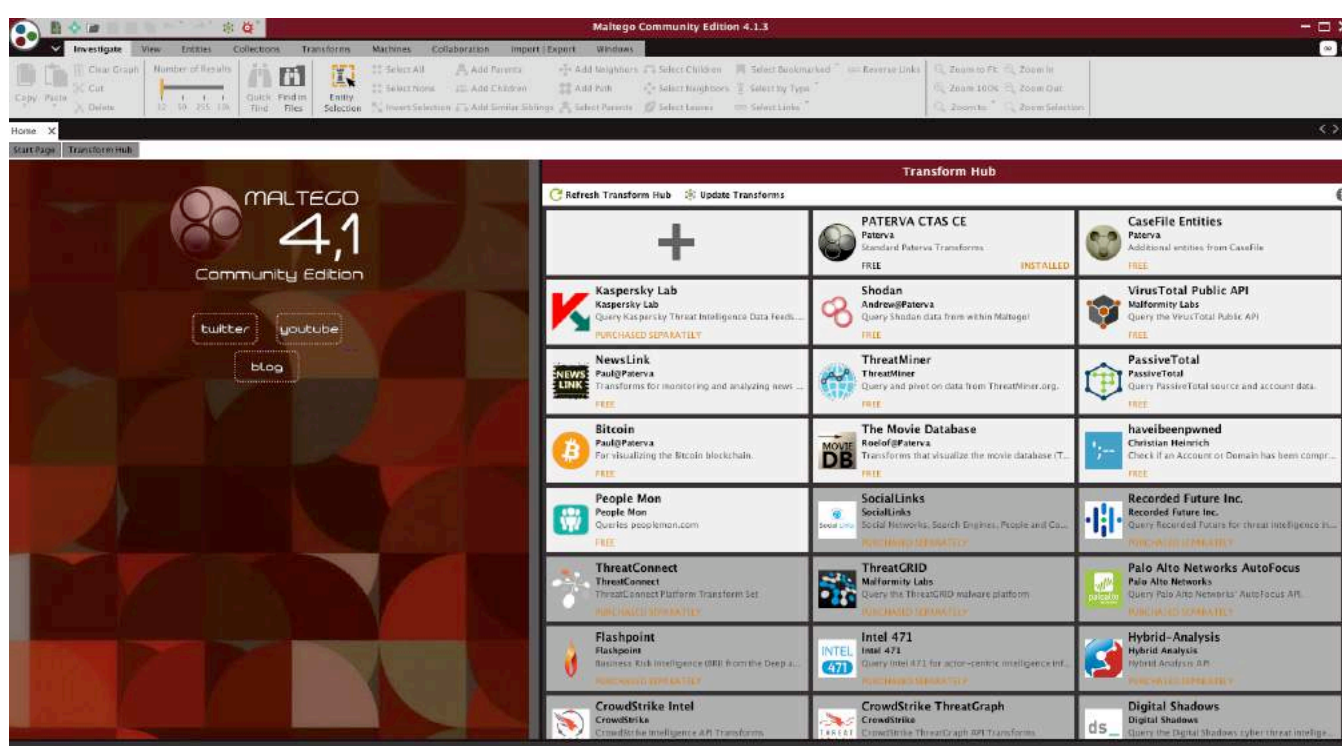 Maltego Community Edition 4.1.3
Investigate View Entities Collections Transforms Machines Collaboration Import | Export Windows
Copy Paste Clear Graph Cut Delete
Number of Results
12 50 255 10k
Quick Find
Find in Files
Entity Selection
Select All Add Parents Add Neighbors Select Children Select Bookmarked Reverse Links Zoom to Fit Zoom In
Select None Add Children Add Path Select Neighbors Select by Type Zoom 100% Zoom Out
Invert Selection Add Similar Siblings Select Parents Select Leaves Select Links Zoom to Zoom Selection
Home X
Start Page Transform Hub
MALTEGO
4,1
Community Edition
twitter youtube
blog
Transform Hub
Refresh Transform Hub Update Transforms
PATERVA CTAS CE
Paterva
Standard Paterva Transforms
FREE INSTALLED
CaseFile Entities
Paterva
Additional entities from CaseFile
FREE
Kaspersky Lab
Kaspersky Lab
Query Kaspersky Threat Intelligence Data Feeds....
PURCHASED SEPARATELY
Shodan
Andrew@Paterva
Query Shodan data from within Maltego!
FREE
VirusTotal Public API
Malformity Labs
Query the VirusTotal Public API
FREE
NEWS LINK
NewsLink
Paul@Paterva
Transforms for monitoring and analyzing news ...
FREE
ThreatMiner
ThreatMiner
Query and pivot on data from ThreatMiner.org.
FREE
PassiveTotal
PassiveTotal
Query PassiveTotal source and account data.
FREE
Bitcoin
Paul@Paterva
For visualizing the Bitcoin blockchain.
FREE
MOVIE DB
The Movie Database
Roelof@Paterva
Transforms that visualize the movie database (T...
FREE
haveibeenpwned
Christian Heinrich
Check if an Account or Domain has been compr...
FREE
People Mon
People Mon
Queries peoplemon.com
FREE
SocialLinks
SocialLinks
Social Networks, Search Engines, People and Co...
PURCHASED SEPARATELY
Recorded Future Inc.
Recorded Future Inc.
Query Recorded Future for threat intelligence in...
PURCHASED SEPARATELY
ThreatConnect
ThreatConnect
ThreatConnect Platform Transform Set
PURCHASED SEPARATELY
ThreatGRID
Malformity Labs
Query the ThreatGRID malware platform
PURCHASED SEPARATELY
paloalto
Palo Alto Networks AutoFocus
Palo Alto Networks
Query Palo Alto Networks' AutoFocus API.
PURCHASED SEPARATELY
Flashpoint
Flashpoint
Business Risk Intelligence (BRI) from the Deep a...
PURCHASED SEPARATELY
INTEL 471
Intel 471
Intel 471
Query Intel 471 for actor-centric intelligence inf...
PURCHASED SEPARATELY
Hybrid-Analysis
Hybrid Analysis
Hybrid Analysis API
PURCHASED SEPARATELY
CrowdStrike Intel
CrowdStrike
CrowdStrike Intelligence API Transforms
THREAT
CrowdStrike ThreatGraph
CrowdStrike
CrowdStrike ThreatGraph API Transforms
ds_
Digital Shadows
Digital Shadows
Query the Digital Shadows cyber threat intellige...